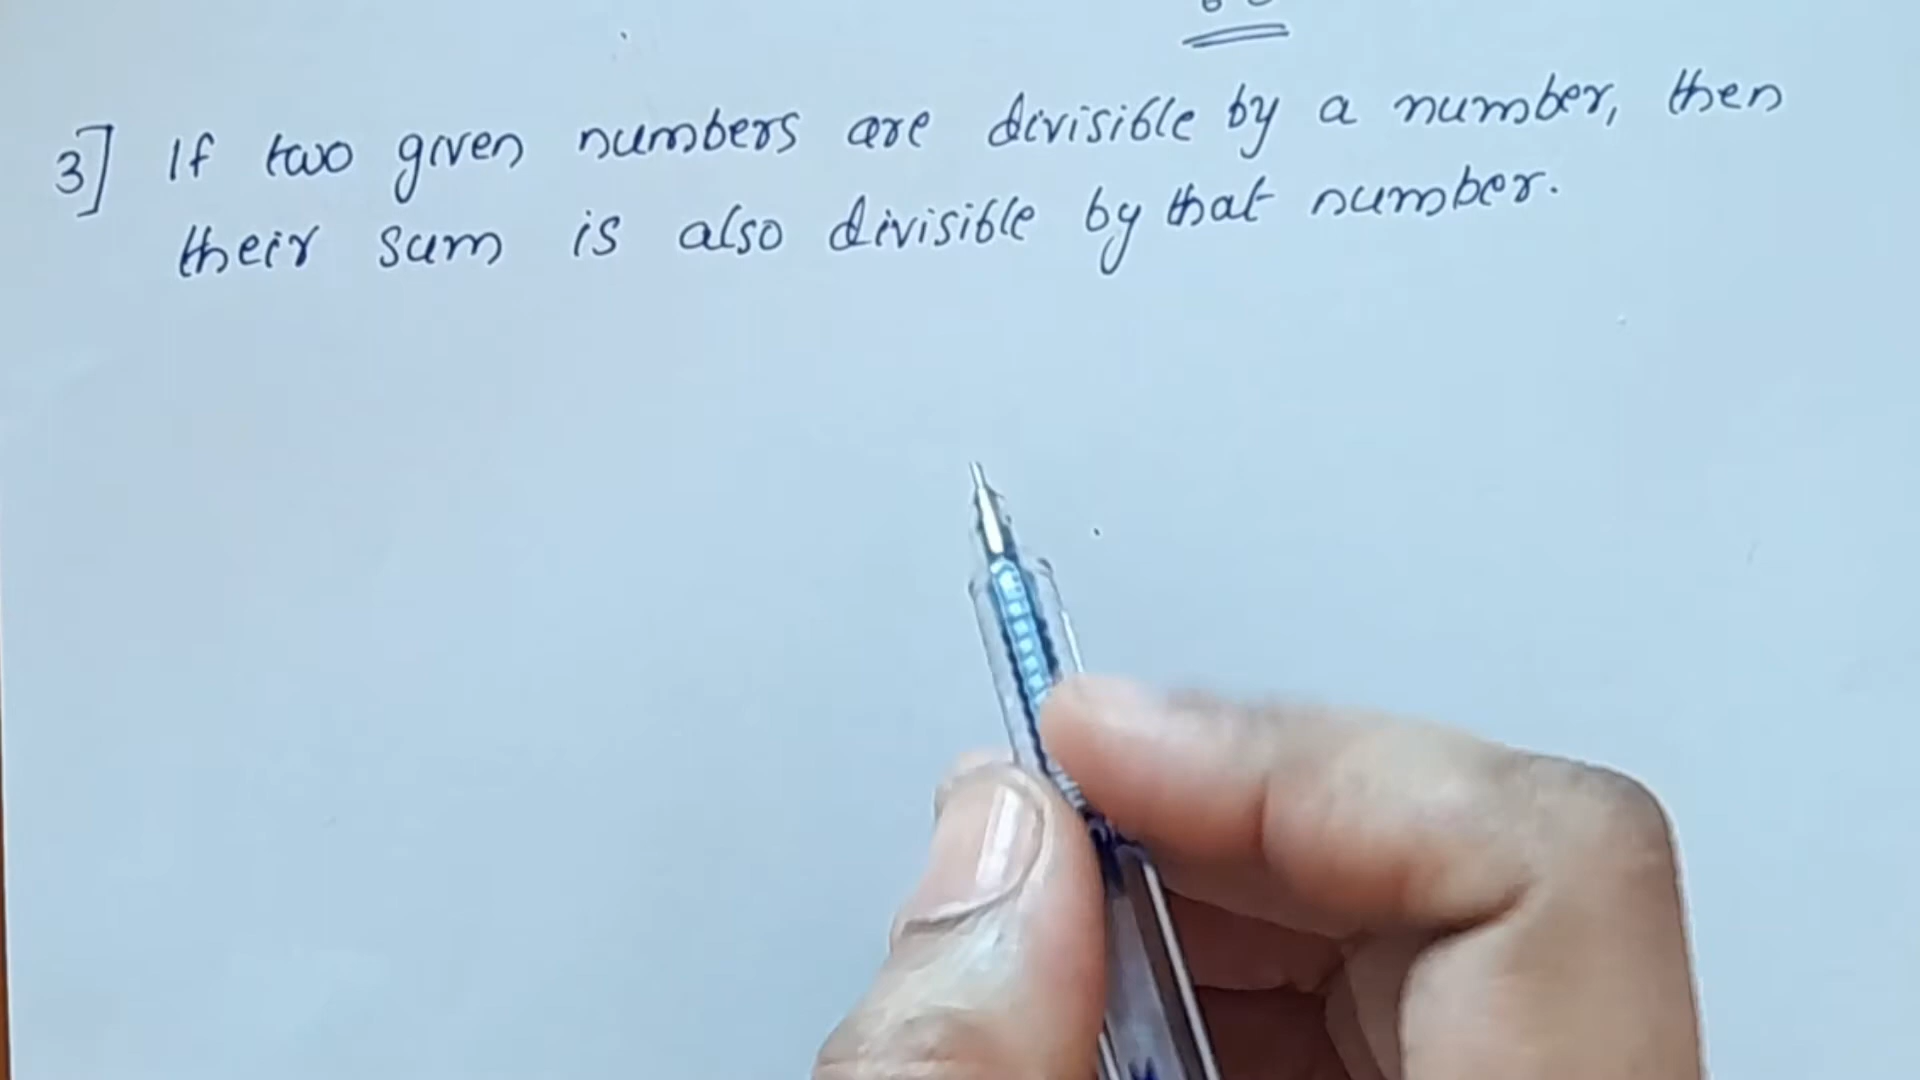 3] If two given numbers are divisible by a number, then
their sum is also divisible by that number.